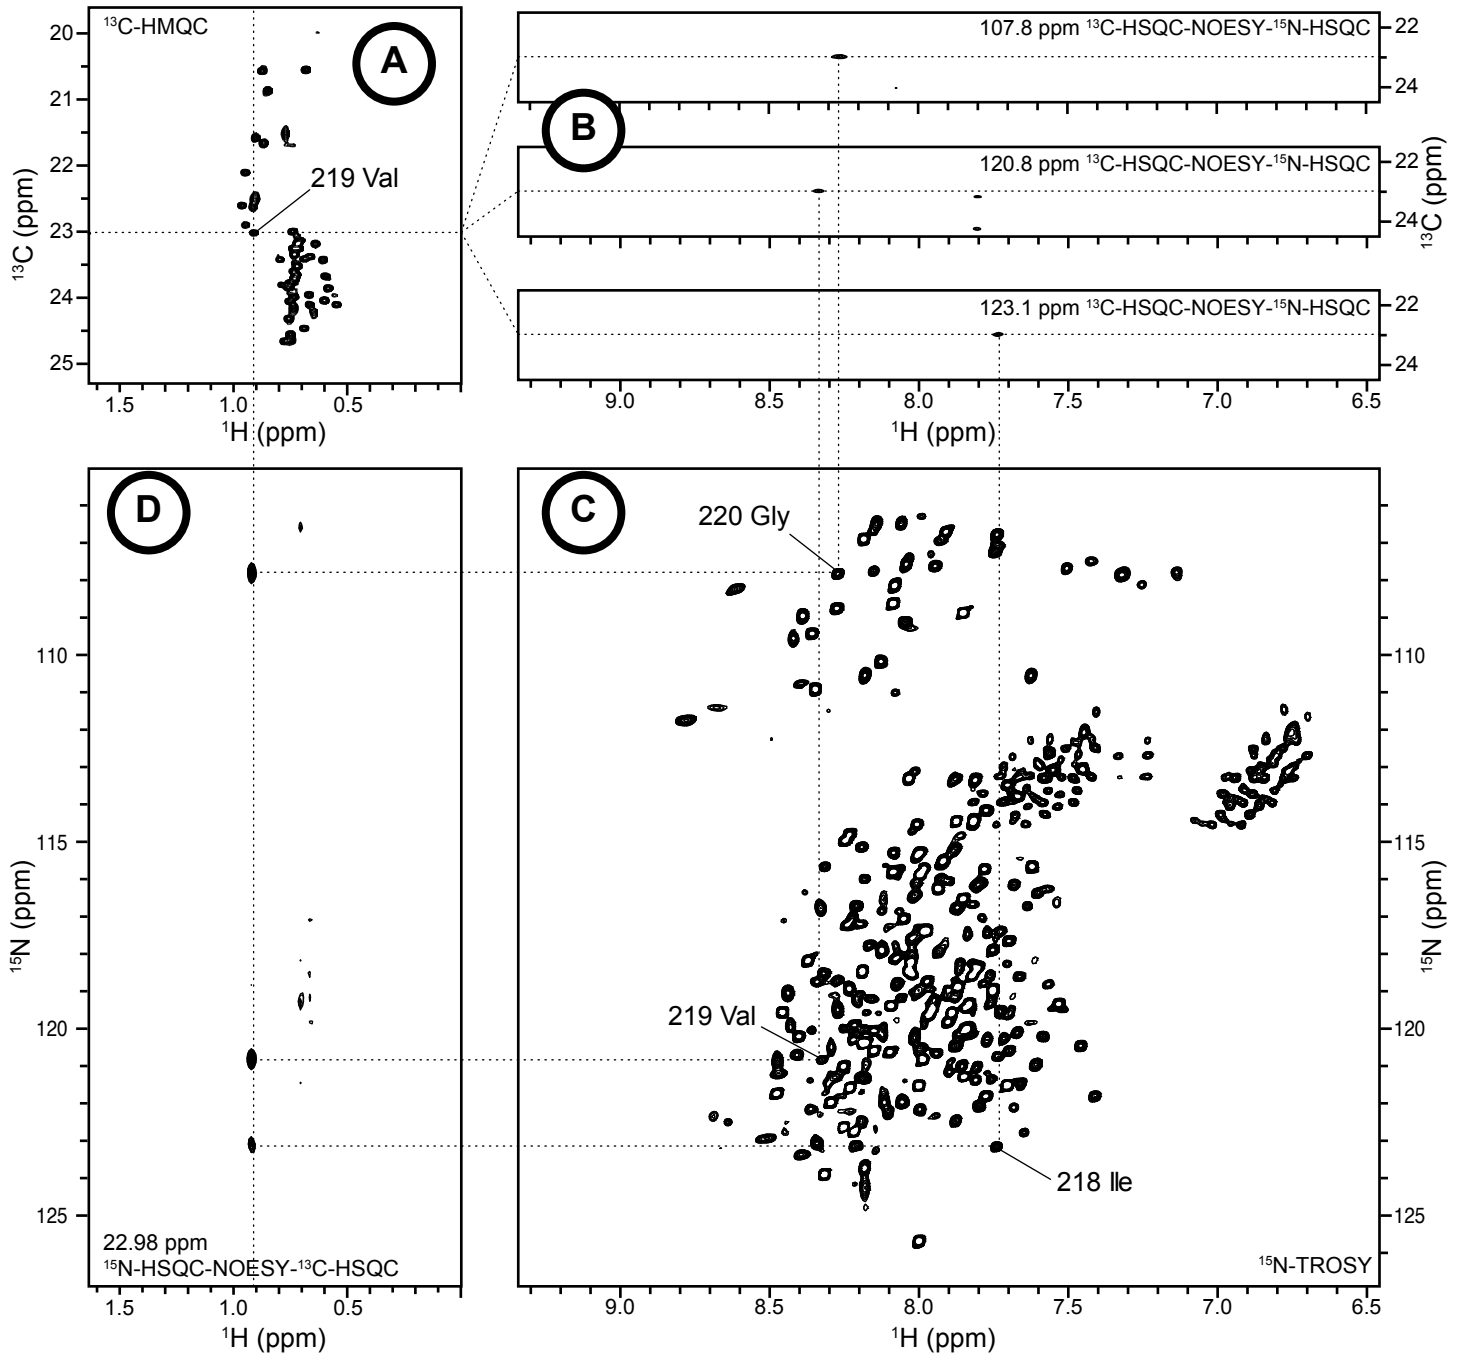 ¹³C-HMQC
A
20
21
22
23
24
25
¹³C (ppm)
219 Val
1.5
1.0
0.5
¹H (ppm)
B
107.8 ppm ¹³C-HSQC-NOESY-¹⁵N-HSQC
22
24
120.8 ppm ¹³C-HSQC-NOESY-¹⁵N-HSQC
22
24
¹³C (ppm)
123.1 ppm ¹³C-HSQC-NOESY-¹⁵N-HSQC
22
24
9.0
8.5
8.0
7.5
7.0
6.5
¹H (ppm)
D
110
115
120
125
¹⁵N (ppm)
22.98 ppm
¹⁵N-HSQC-NOESY-¹³C-HSQC
1.5
1.0
0.5
¹H (ppm)
C
220 Gly
219 Val
218 Ile
¹⁵N-TROSY
110
115
120
125
¹⁵N (ppm)
9.0
8.5
8.0
7.5
7.0
6.5
¹H (ppm)